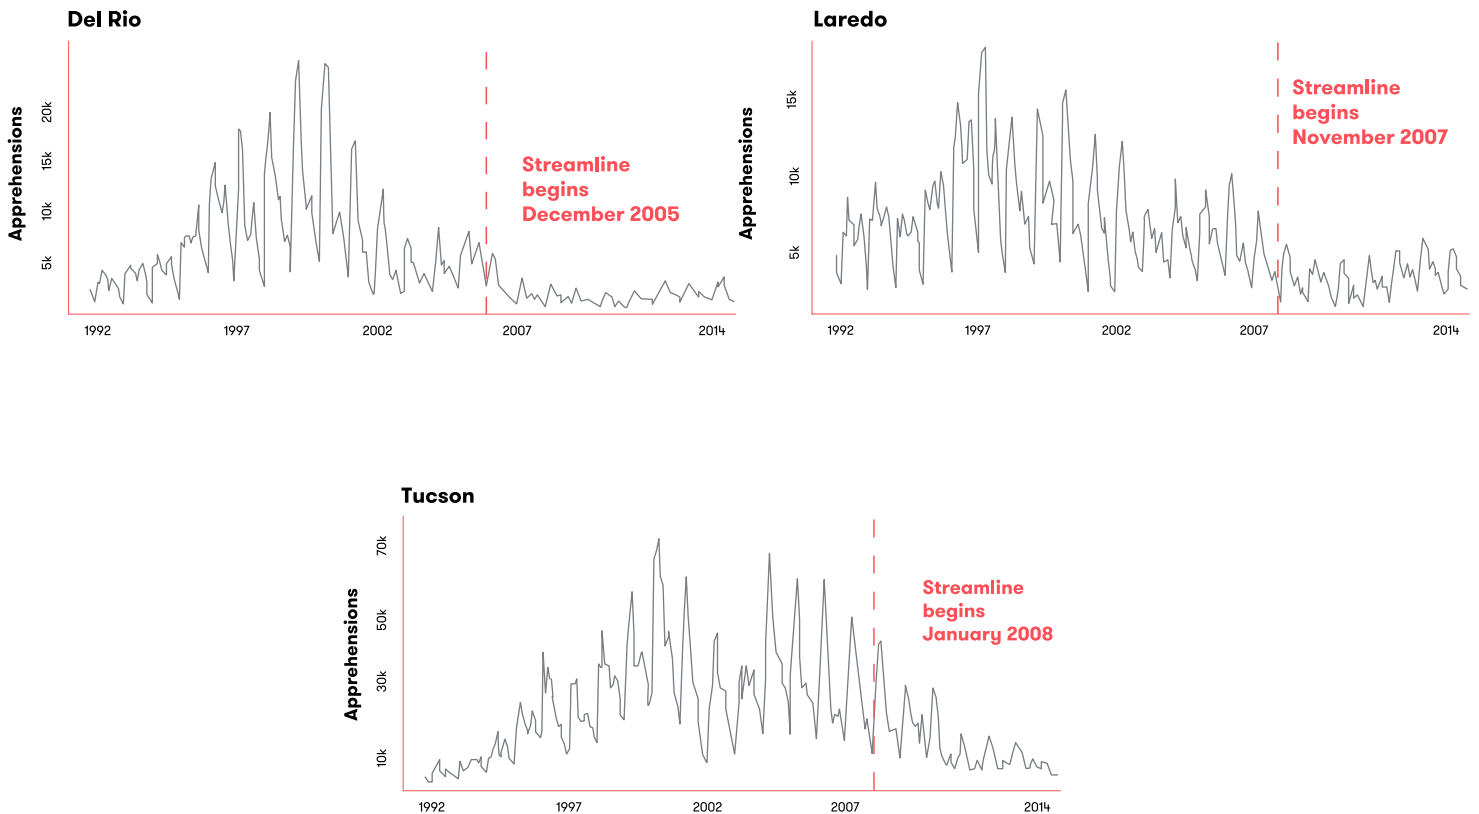 Del Rio
Apprehensions
20k
15k
10k
5k
Streamline
begins
December 2005
1992
1997
2002
2007
2014
Laredo
Apprehensions
15k
10k
5k
Streamline
begins
November 2007
1992
1997
2002
2007
2014
Tucson
Apprehensions
70k
50k
30k
10k
Streamline
begins
January 2008
1992
1997
2002
2007
2014